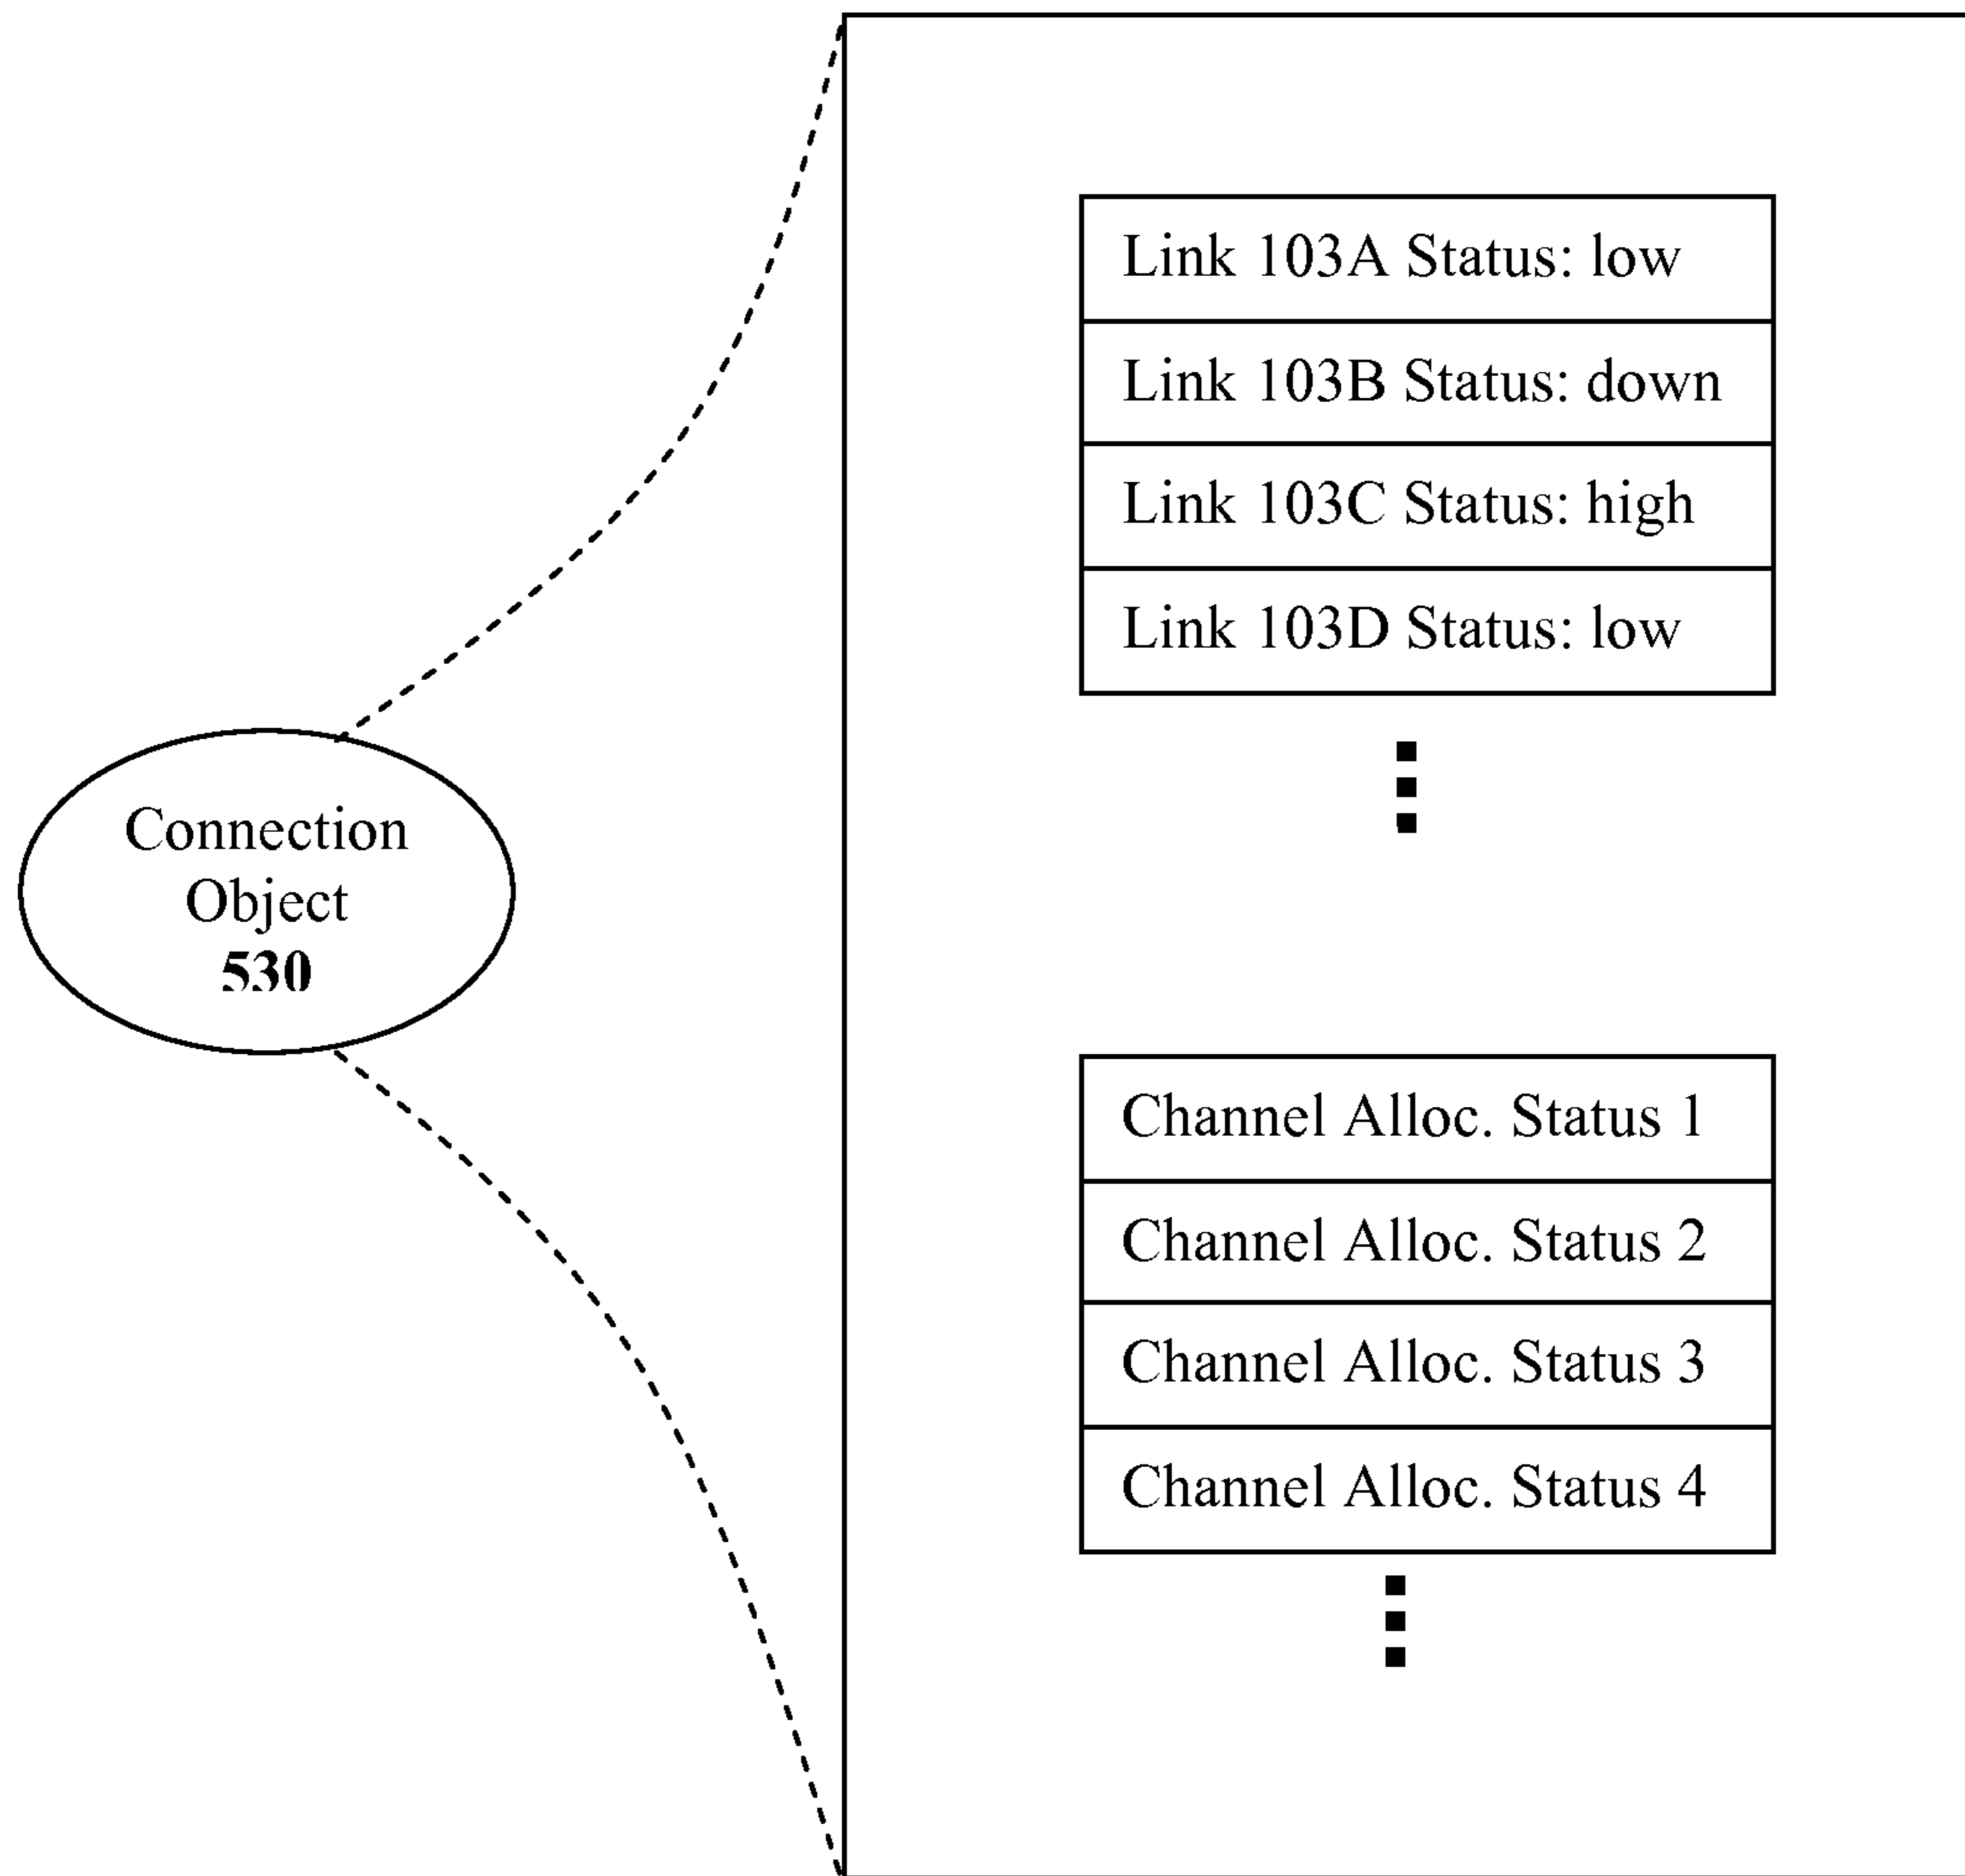 Connection
Object
530
Link 103A Status: low
Link 103B Status: down
Link 103C Status: high
Link 103D Status: low
Channel Alloc. Status 1
Channel Alloc. Status 2
Channel Alloc. Status 3
Channel Alloc. Status 4